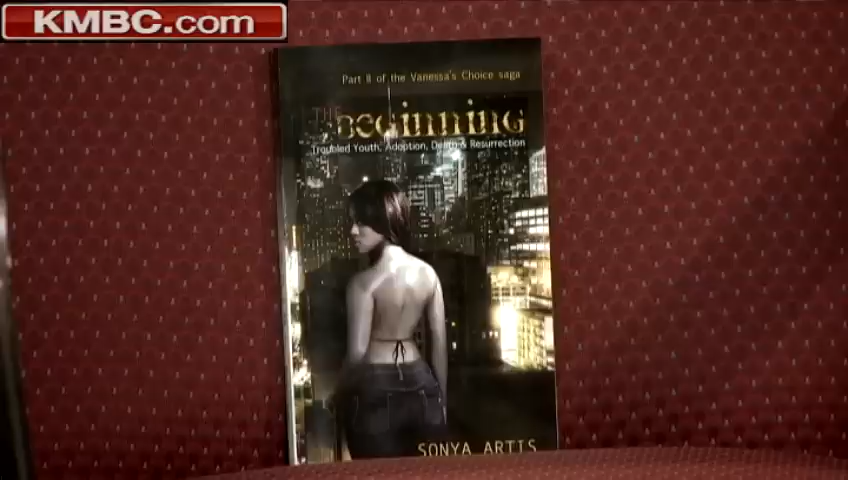 KMBC.com
Part II of the Vanessa's Choice saga
THE
Beginning
Troubled Youth, Adoption, Death & Resurrection
SONYA ARTIS